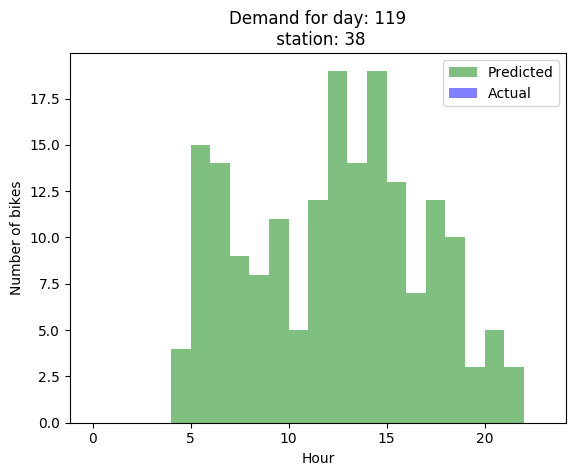 Demand for day: 119
station: 38
Predicted
Actual
Number of bikes
17.5
15.0
12.5
10.0
7.5
5.0
2.5
0.0
0
5
10
15
20
Hour